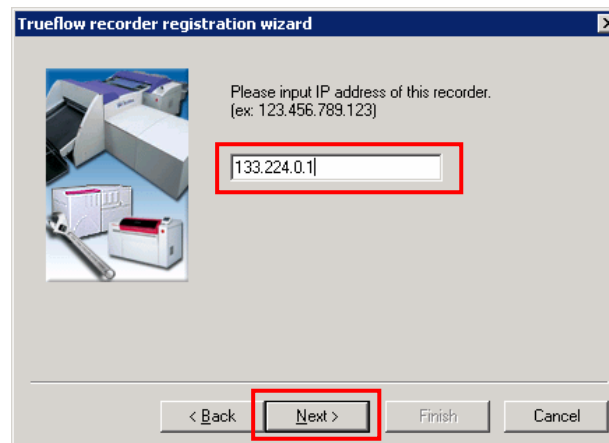 Trueflow recorder registration wizard
Please input IP address of this recorder.
(ex: 123.456.789.123)
133.224.0.1
< Back
Next >
Finish
Cancel